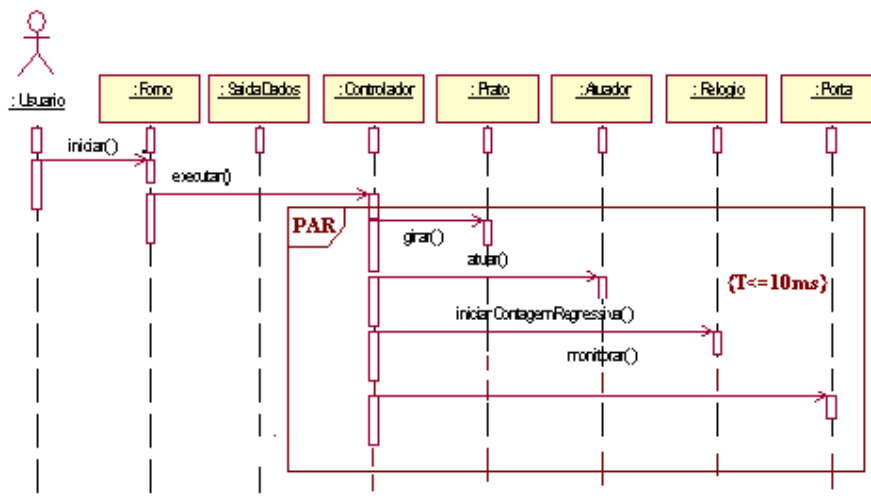 : Usuario
: Forno
: SaidaDados
: Controlador
: Prato
: Atuador
: Relogio
: Porta
iniciar()
executar()
PAR
girar()
atuar()
{T<=10ms}
iniciarContagemRegressiva()
monitorar()